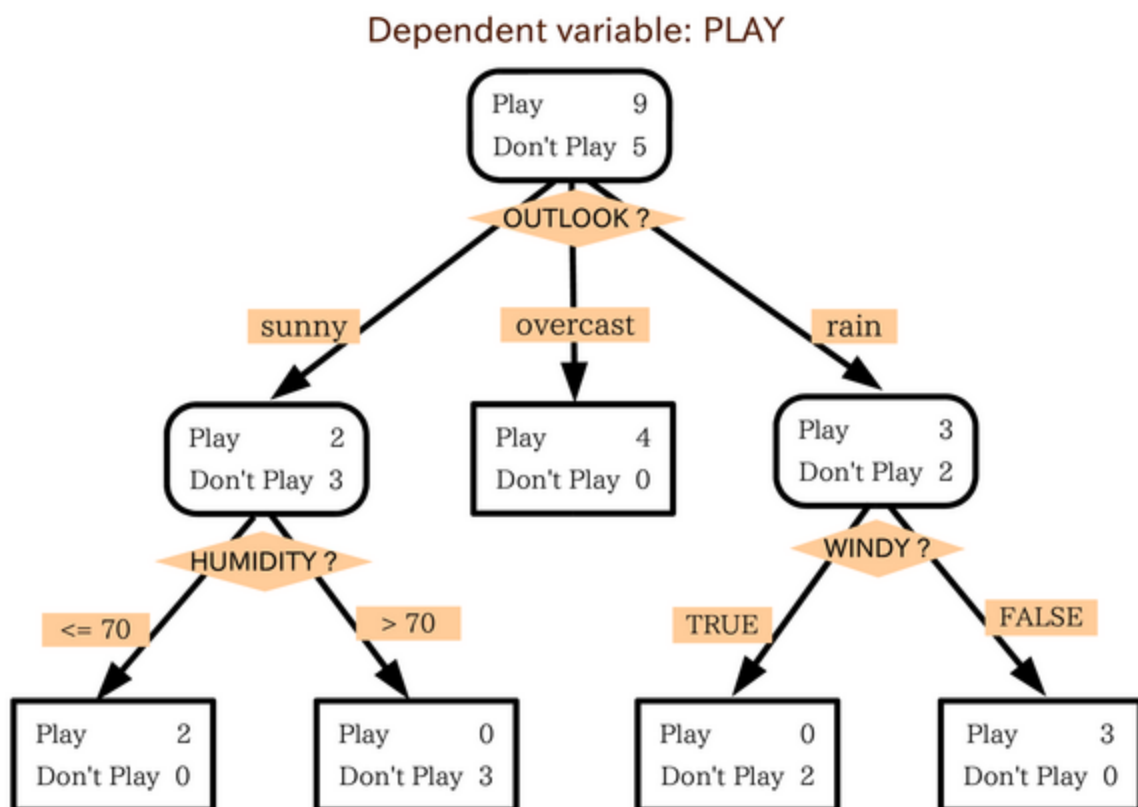 Dependent variable: PLAY
Play 9
Don't Play 5
OUTLOOK ?
sunny
overcast
rain
Play 2
Don't Play 3
Play 4
Don't Play 0
Play 3
Don't Play 2
HUMIDITY ?
WINDY ?
<= 70
> 70
TRUE
FALSE
Play 2
Don't Play 0
Play 0
Don't Play 3
Play 0
Don't Play 2
Play 3
Don't Play 0